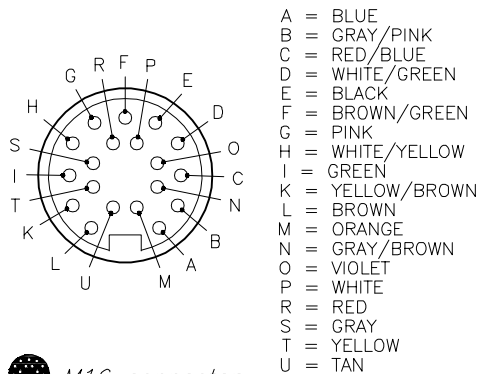 A = BLUE
B = GRAY/PINK
C = RED/BLUE
D = WHITE/GREEN
E = BLACK
F = BROWN/GREEN
G = PINK
H = WHITE/YELLOW
I = GREEN
K = YELLOW/BROWN
L = BROWN
M = ORANGE
N = GRAY/BROWN
O = VIOLET
P = WHITE
R = RED
S = GRAY
T = YELLOW
U = TAN
G R F P E
H D
S O
I C
T N
K B
L A
U M